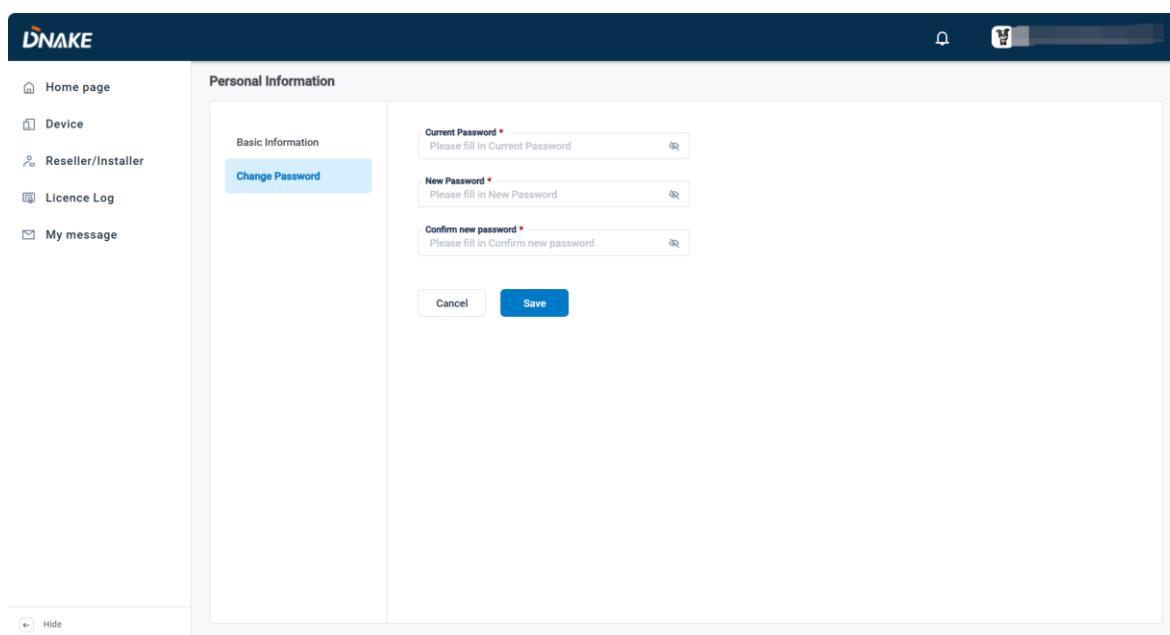 DNAKE
Home page
Device
Reseller/Installer
Licence Log
My message
Hide
Personal Information
Basic Information
Change Password
Current Password *
Please fill in Current Password
New Password *
Please fill in New Password
Confirm new password *
Please fill in Confirm new password
Cancel
Save